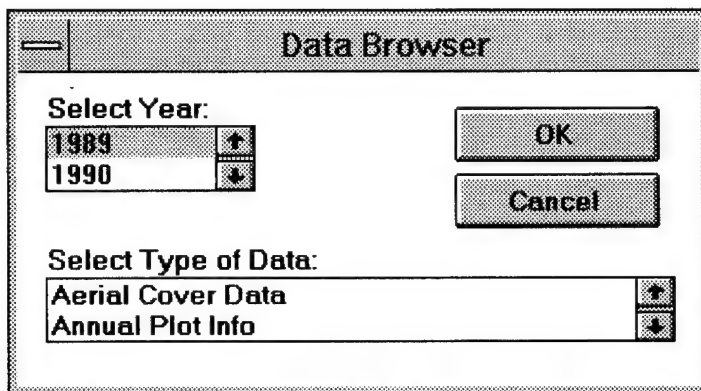 Data Browser
Select Year:
1989
1990
OK
Cancel
Select Type of Data:
Aerial Cover Data
Annual Plot Info